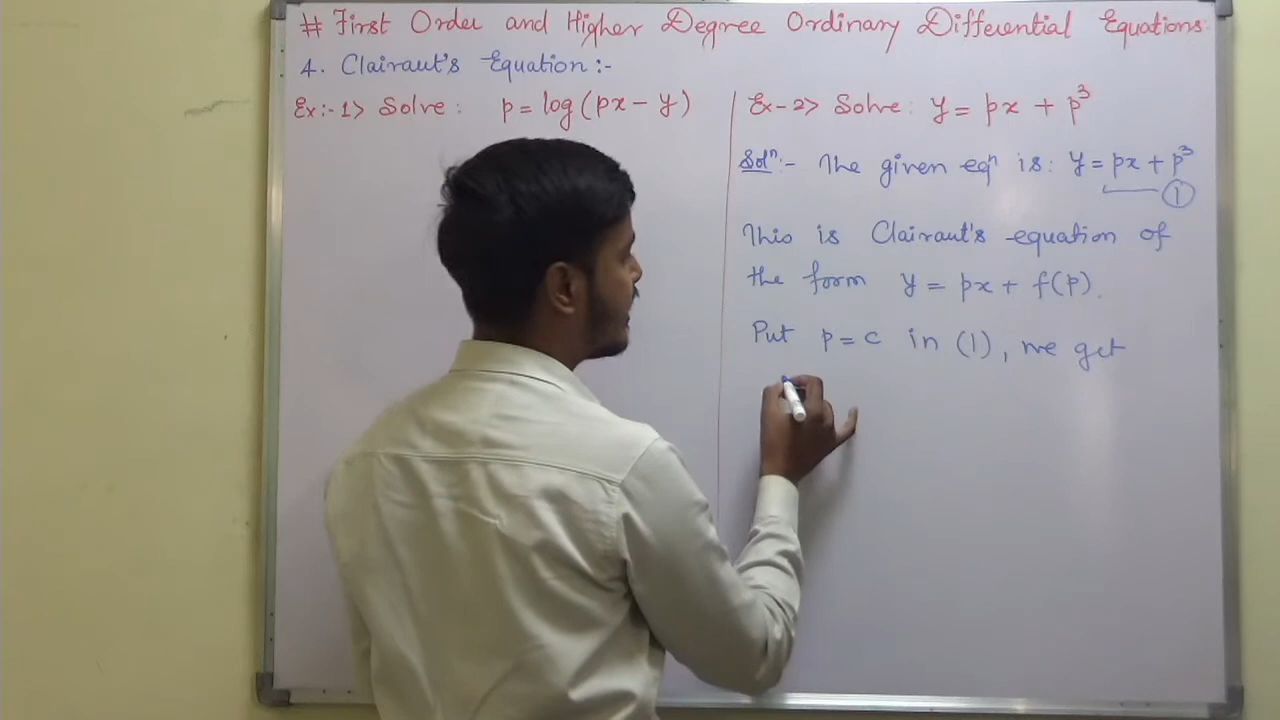 # First Order and Higher Degree Ordinary Differential Equations:
4. Clairaut's Equation :-
Ex:-1> Solve : p = log (px - y)
Ex-2> Solve: y = px + p³
Solⁿ:- The given eqⁿ is: y = px + p³
①
This is Clairaut's equation of
the form y = px + f(p).
Put p = c in (1), we get